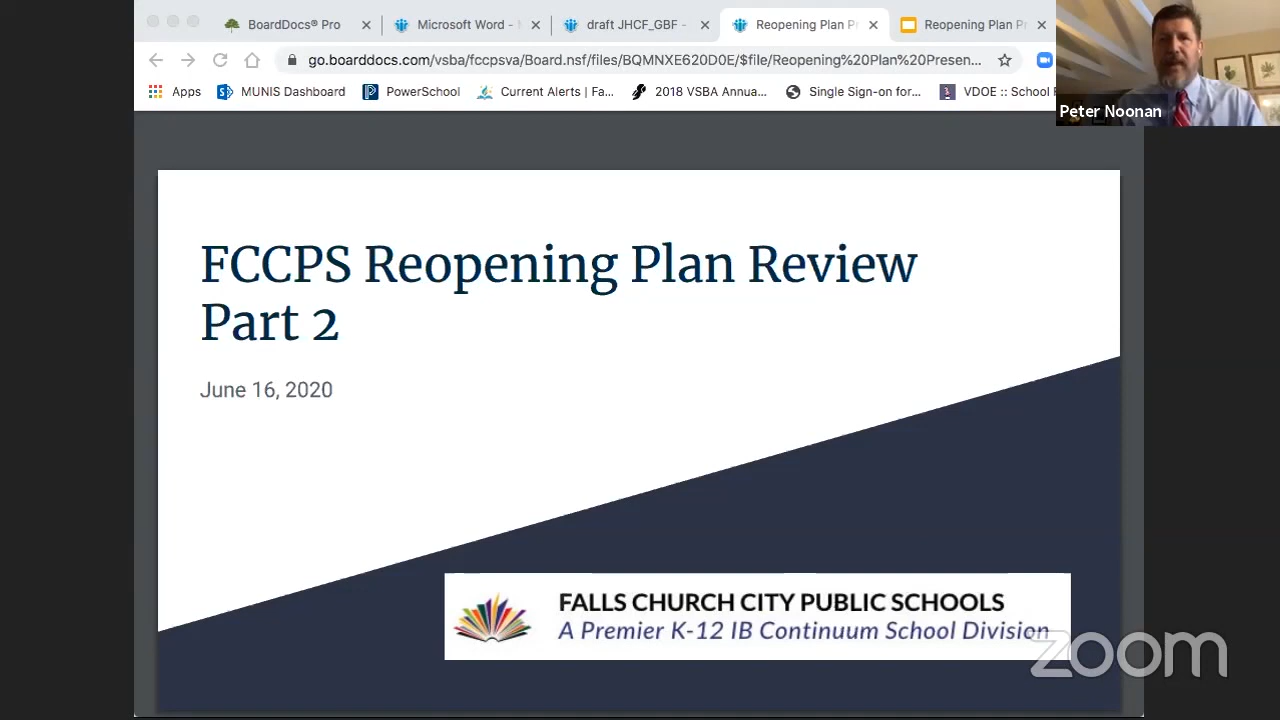 BoardDocs® Pro
Microsoft Word -
draft JHCF_GBF -
Reopening Plan Pr
Reopening Plan Pr
go.boarddocs.com/vsba/fccpsva/Board.nsf/files/BQMNXE620D0E/$file/Reopening%20Plan%20Presen...
Apps
MUNIS Dashboard
PowerSchool
Current Alerts | Fa...
2018 VSBA Annua...
Single Sign-on for...
VDOE :: School
Peter Noonan
FCCPS Reopening Plan Review
Part 2
June 16, 2020
FALLS CHURCH CITY PUBLIC SCHOOLS
A Premier K-12 IB Continuum School Division
zoom